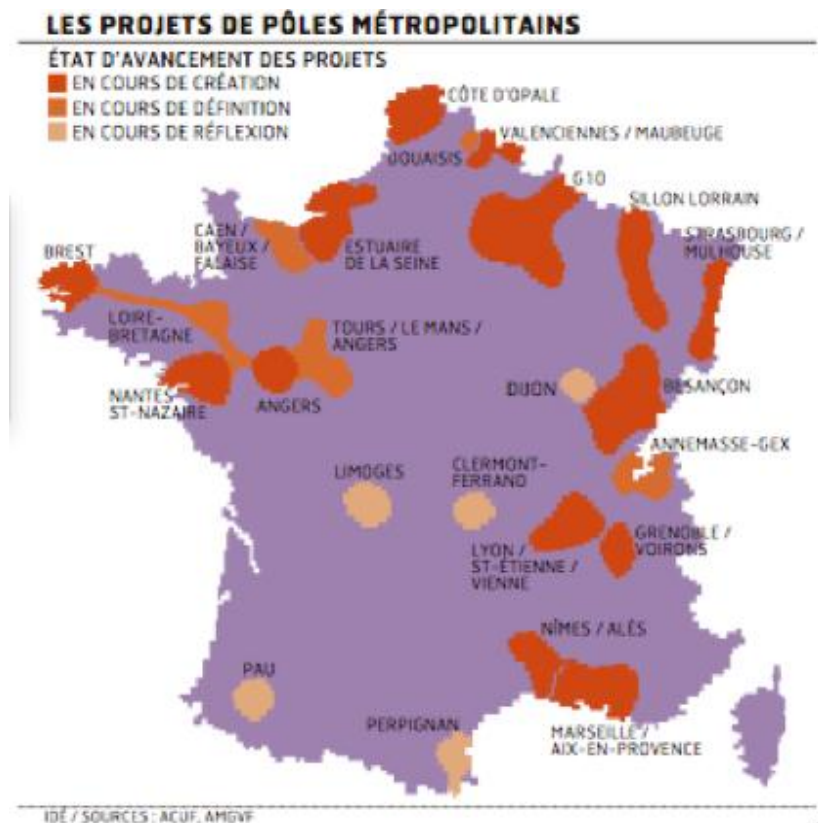 LES PROJETS DE PÔLES MÉTROPOLITAINS
ÉTAT D'AVANCEMENT DES PROJETS
EN COURS DE CRÉATION
EN COURS DE DÉFINITION
EN COURS DE RÉFLEXION
CÔTE D'OPALE
VALENCIENNES / MAUBEUGE
DOUAISIS
G10
SILLON LORRAIN
STRASBOURG /
MULHOUSE
CAEN /
BAYEUX /
FALAISE
ESTUAIRE
DE LA SEINE
BREST
LOIRE-
BRETAGNE
TOURS / LE MANS /
ANGERS
NANTES
ST-NAZAIRE
ANGERS
DIJON
BESANÇON
ANNEMASSE-GEX
LIMOGES
CLERMONT-
FERRAND
LYON /
ST-ÉTIENNE /
VIENNE
GRENOBLE /
VOIRONS
NÎMES / ALÈS
PAU
PERPIGNAN
MARSEILLE /
AIX-EN-PROVENCE
IDÉ / SOURCES : ACUF, AMGVF